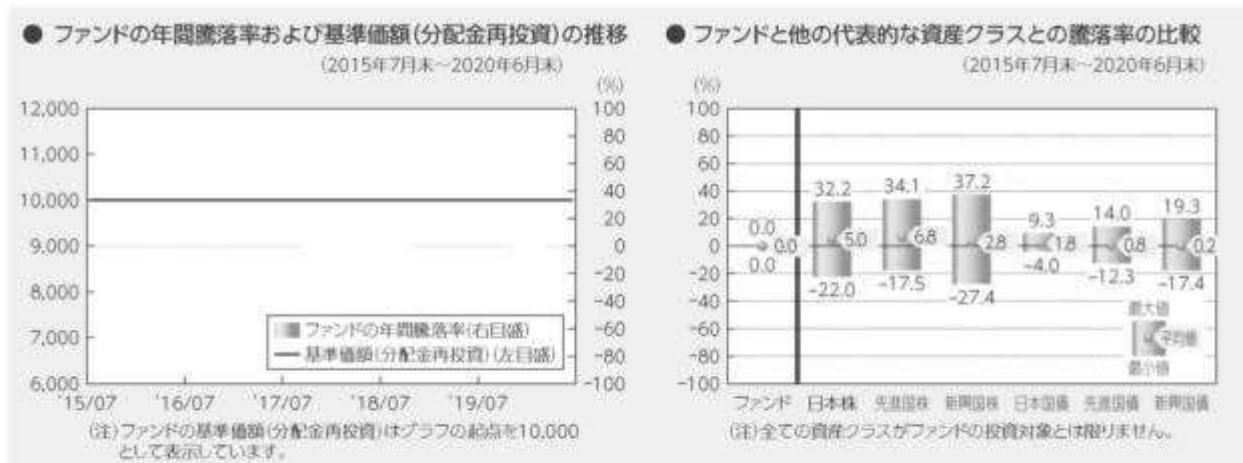 ● ファンドの年間騰落率および基準価額(分配金再投資)の推移
(2015年7月末～2020年6月末)
(%)
12,000
11,000
10,000
9,000
8,000
7,000
6,000
100
80
60
40
20
0
-20
-40
-60
-80
-100
ファンドの年間騰落率(右目盛)
基準価額(分配金再投資)(左目盛)
'15/07 '16/07 '17/07 '18/07 '19/07
(注)ファンドの基準価額(分配金再投資)はグラフの起点を10,000
として表示しています。
● ファンドと他の代表的な資産クラスとの騰落率の比較
(2015年7月末～2020年6月末)
(%)
100
80
60
40
20
0
-20
-40
-60
-80
-100
0.0 32.2 34.1 37.2 9.3 14.0 19.3
0.0 5.0 6.8 2.8 1.8 0.8 0.2
0.0 -22.0 -17.5 -27.4 -4.0 -12.3 -17.4
最大値
平均値
最小値
ファンド 日本株 先進国株 新興国株 日本国債 先進国債 新興国債
(注)全ての資産クラスがファンドの投資対象とは限りません。